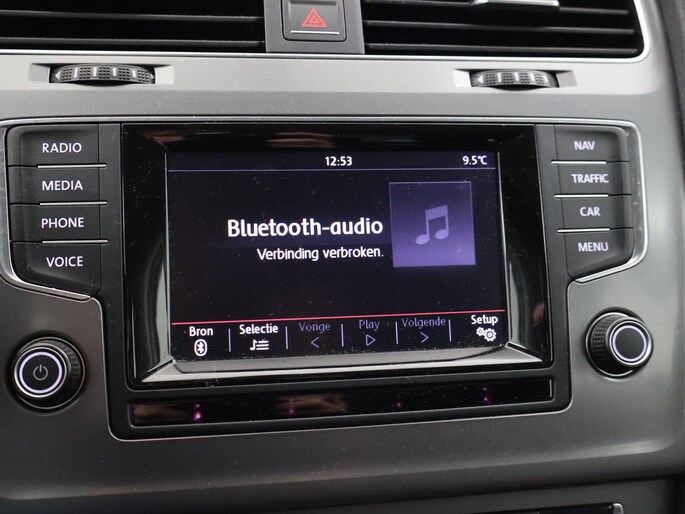 RADIO
MEDIA
PHONE
VOICE
12:53
9.5°C
Bluetooth-audio
Verbinding verbroken.
Bron
Selectie
Vorige
Play
Volgende
Setup
NAV
TRAFFIC
CAR
MENU